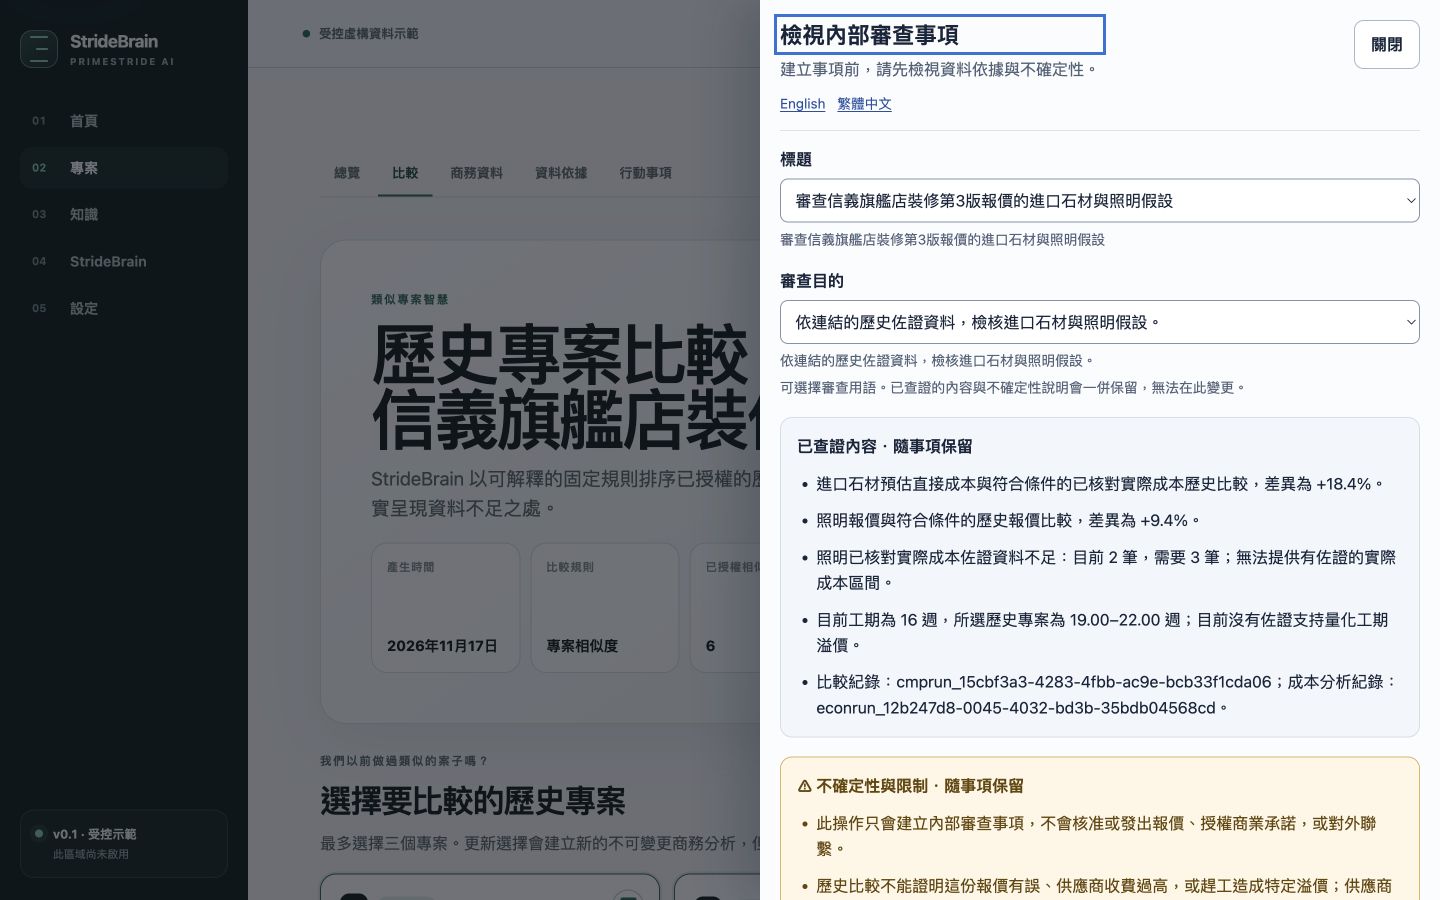 StrideBrain
PRIMESTRIDE AI
01 首頁
02 專案
03 知識
04 StrideBrain
05 設定
v0.1 · 受控示範
此區域尚未啟用
受控虛構資料示範
總覽 比較 商務資料 資料依據 行動事項
類似專案智慧
歷史專案比較
信義旗艦店裝
StrideBrain 以可解釋的固定規則排序已授權的
實呈現資料不足之處。
產生時間
2026年11月17日
比較規則
專案相似度
已授權相
6
我們以前做過類似的案子嗎？
選擇要比較的歷史專案
最多選擇三個專案。更新選擇會建立新的不可變更商務分析，
檢視內部審查事項
建立事項前，請先檢視資料依據與不確定性。
關閉
English 繁體中文
標題
審查信義旗艦店裝修第3版報價的進口石材與照明假設
審查信義旗艦店裝修第3版報價的進口石材與照明假設
審查目的
依連結的歷史佐證資料，檢核進口石材與照明假設。
依連結的歷史佐證資料，檢核進口石材與照明假設。
可選擇審查用語。已查證的內容與不確定性說明會一併保留，無法在此變更。
已查證內容 · 隨事項保留
• 進口石材預估直接成本與符合條件的已核對實際成本歷史比較，差異為 +18.4%。
• 照明報價與符合條件的歷史報價比較，差異為 +9.4%。
• 照明已核對實際成本佐證資料不足：目前 2 筆，需要 3 筆；無法提供有佐證的實際
成本區間。
• 目前工期為 16 週，所選歷史專案為 19.00–22.00 週；目前沒有佐證支持量化工期
溢價。
• 比較紀錄：cmprun_15cbf3a3-4283-4fbb-ac9e-bcb33f1cda06；成本分析紀錄：
econrun_12b247d8-0045-4032-bd3b-35bdb04568cd。
⚠ 不確定性與限制 · 隨事項保留
• 此操作只會建立內部審查事項，不會核准或發出報價、授權商業承諾，或對外聯
繫。
• 歷史比較不能證明這份報價有誤、供應商收費過高，或趕工造成特定溢價；供應商